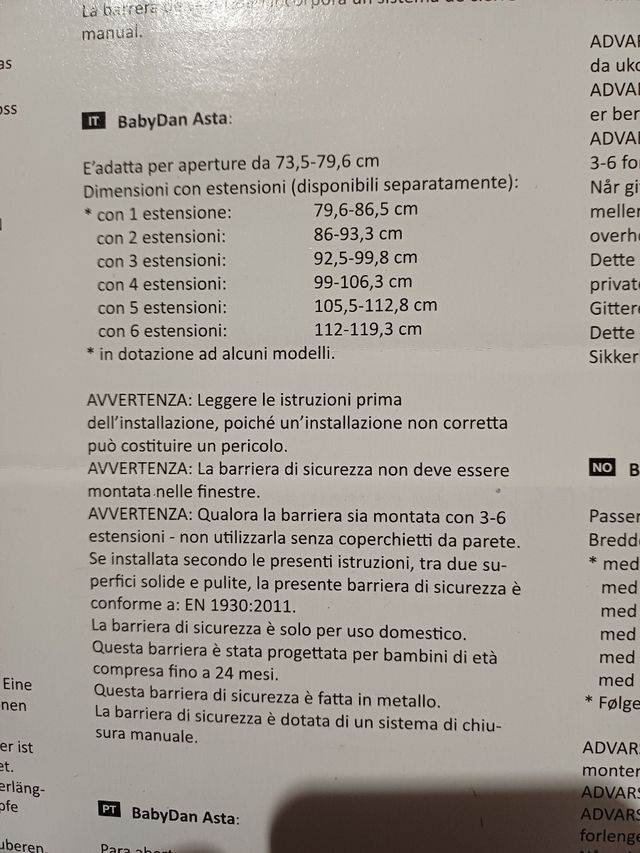 La barrera
manual.
IT BabyDan Asta:
E'adatta per aperture da 73,5-79,6 cm
Dimensioni con estensioni (disponibili separatamente):
* con 1 estensione: 79,6-86,5 cm
con 2 estensioni: 86-93,3 cm
con 3 estensioni: 92,5-99,8 cm
con 4 estensioni: 99-106,3 cm
con 5 estensioni: 105,5-112,8 cm
con 6 estensioni: 112-119,3 cm
* in dotazione ad alcuni modelli.
AVVERTENZA: Leggere le istruzioni prima
dell'installazione, poiché un'installazione non corretta
può costituire un pericolo.
AVVERTENZA: La barriera di sicurezza non deve essere
montata nelle finestre.
AVVERTENZA: Qualora la barriera sia montata con 3-6
estensioni - non utilizzarla senza coperchietti da parete.
Se installata secondo le presenti istruzioni, tra due su-
perfici solide e pulite, la presente barriera di sicurezza è
conforme a: EN 1930:2011.
La barriera di sicurezza è solo per uso domestico.
Questa barriera è stata progettata per bambini di età
compresa fino a 24 mesi.
Questa barriera di sicurezza è fatta in metallo.
La barriera di sicurezza è dotata di un sistema di chiu-
sura manuale.
PT BabyDan Asta:
Eine
er ist
ADVAR
da uko
ADVAR
er ber
ADVAR
3-6 fo
Når gi
meller
overh
Dette
privat
Gitter
Dette
Sikker
NO B
Passer
Bredd
* med
med
med
med
med
med
* Følge
ADVARS
monter
ADVARS
ADVARS
forlenge